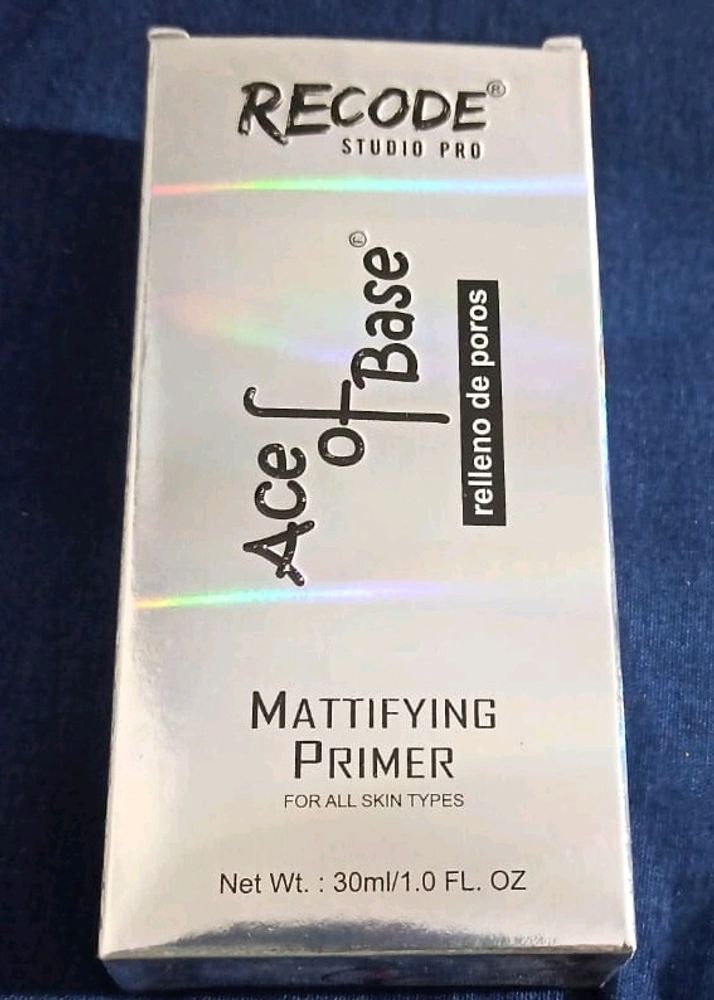 RECODE®
STUDIO PRO
Ace of Base®
relleno de poros
MATTIFYING
PRIMER
FOR ALL SKIN TYPES
Net Wt. : 30ml/1.0 FL. OZ